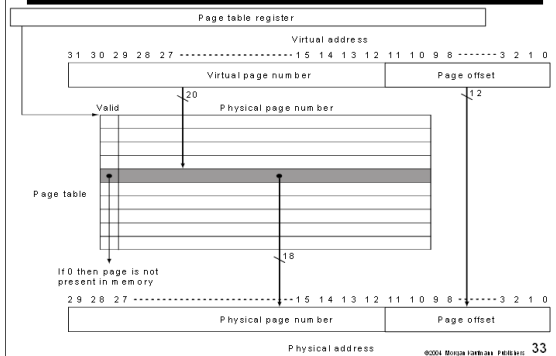 Page table register
Virtual address
31 30 29 28 27 15 14 13 12 11 10 9 8 3 2 1 0
Virtual page number Page offset
20 12
Valid Physical page number
Page table
18
If 0 then page is not
present in memory
29 28 27 15 14 13 12 11 10 9 8 3 2 1 0
Physical page number Page offset
Physical address
©2004 Morgan Kaufmann Publishers 33